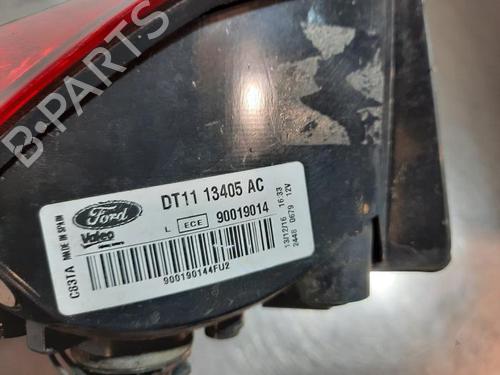 B-PARTS
Ford
DT11 13405 AC
Valeo
L ECE 90019014
MADE IN SPAIN
C83TA
900190144FU2
13/12/16 16:33
2448 0679 12V